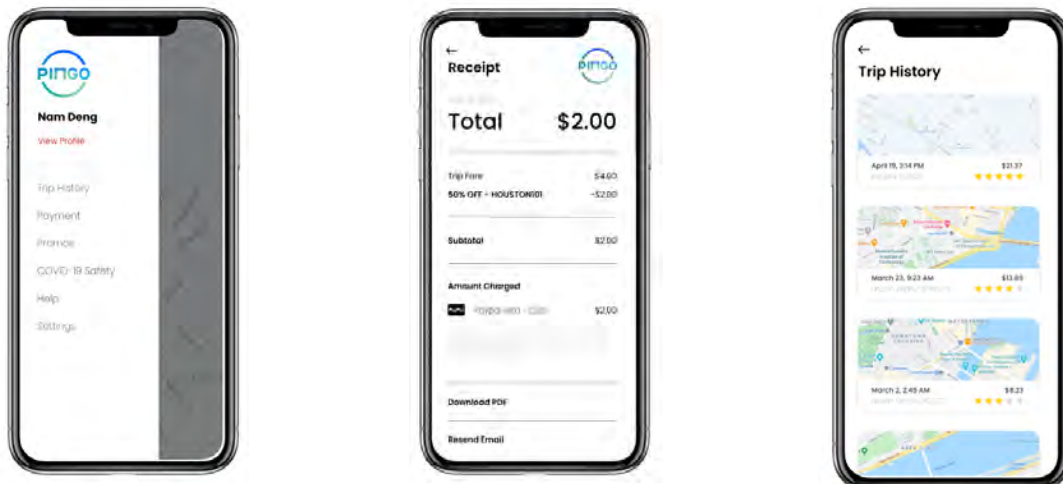 PINGO
Nam Deng
View Profile
Trip History
Payment
Promos
COVID-19 Safety
Help
Settings
Receipt
PINGO
Total $2.00
Trip Fare $4.00
50% OFF - HOUSTON101 -$2.00
Subtotal $2.00
Amount Charged
$2.00
Download PDF
Resend Email
Trip History
April 19, 3:14 PM $21.37
March 23, 9:23 AM $13.89
March 2, 2:45 AM $8.23